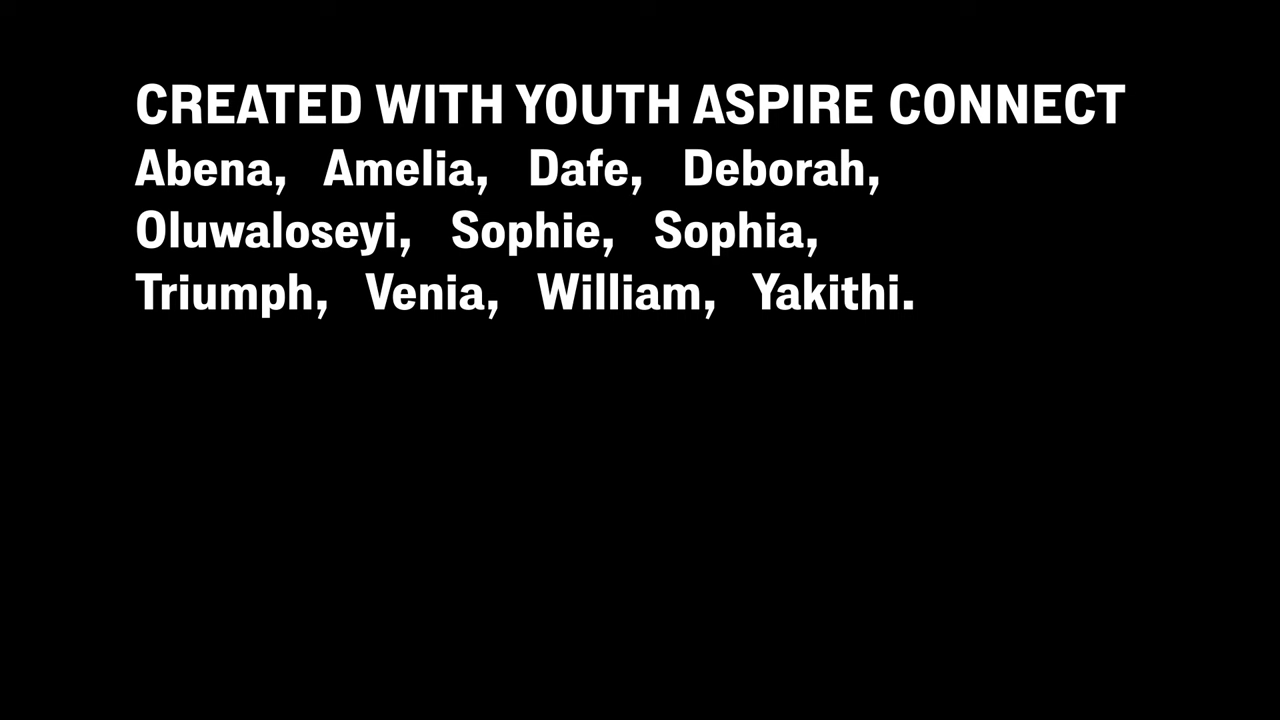 CREATED WITH YOUTH ASPIRE CONNECT
Abena, Amelia, Dafe, Deborah,
Oluwaloseyi, Sophie, Sophia,
Triumph, Venia, William, Yakithi.